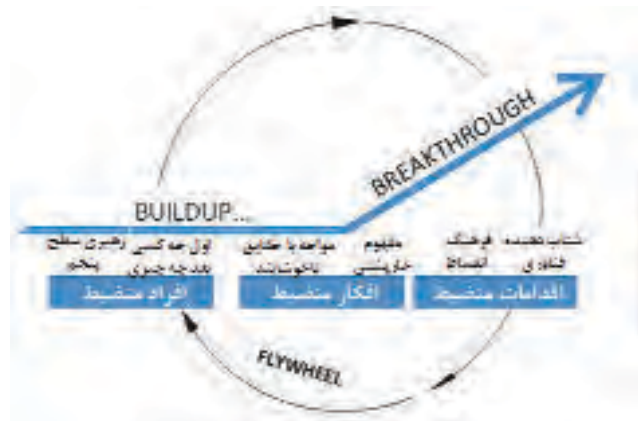 BREAKTHROUGH
BUILDUP...
رهبری سطح پنجم
اول چه کسی بعد چه چیزی
مواجه با حقایق ناخوشایند
مفهوم خارپشتی
فرهنگ انضباط
شتاب دهنده فناوری
افراد منضبط
افکار منضبط
اقدامات منضبط
FLYWHEEL